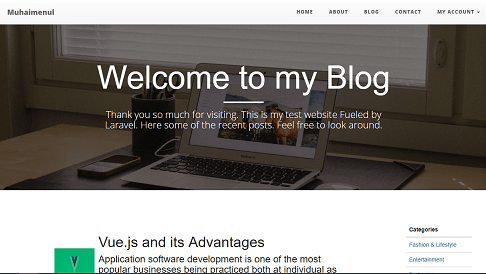 Muhaimenul
HOME ABOUT BLOG CONTACT MY ACCOUNT
Welcome to my Blog
Thank you so much for visiting. This is my test website Fueled by
Laravel. Here some of the recent posts. Feel free to look around.
Vue.js and its Advantages
Application software development is one of the most
popular businesses being practiced both at individual as
Categories
Fashion & Lifestyle
Entertainment